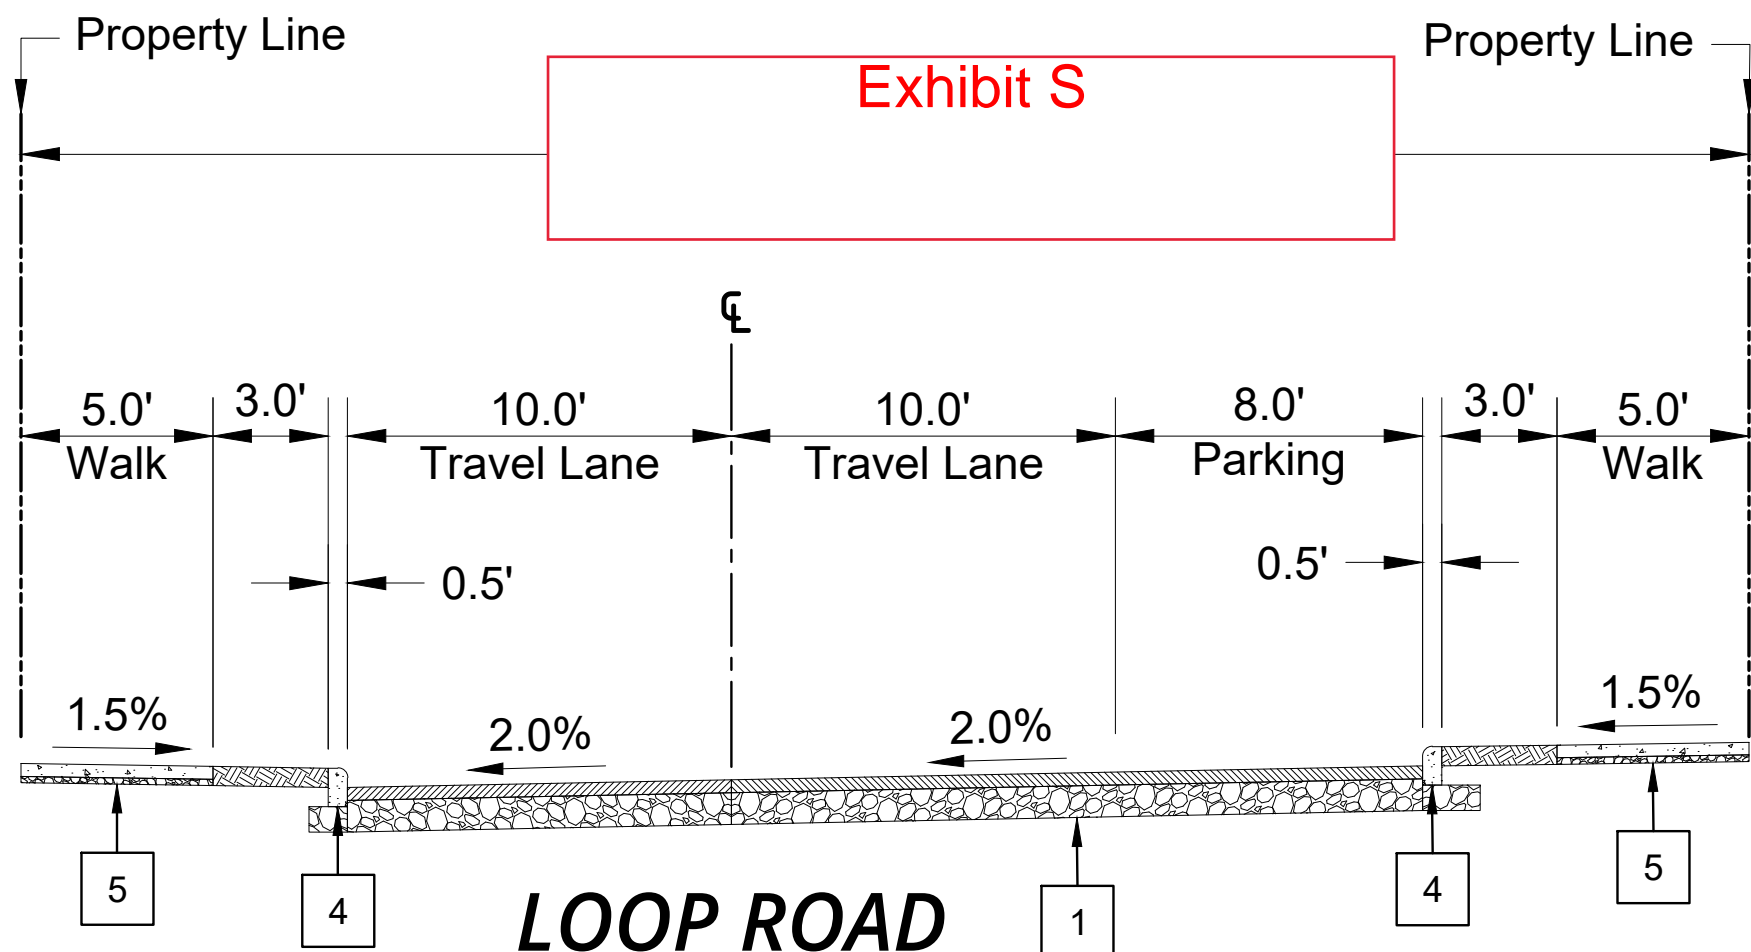 Property Line
Property Line
Exhibit S
℄
5.0' 3.0' 10.0' 10.0' 8.0' 3.0' 5.0'
Walk Travel Lane Travel Lane Parking Walk
0.5' 0.5'
1.5% 2.0% 2.0% 1.5%
5 4 1 4 5
LOOP ROAD